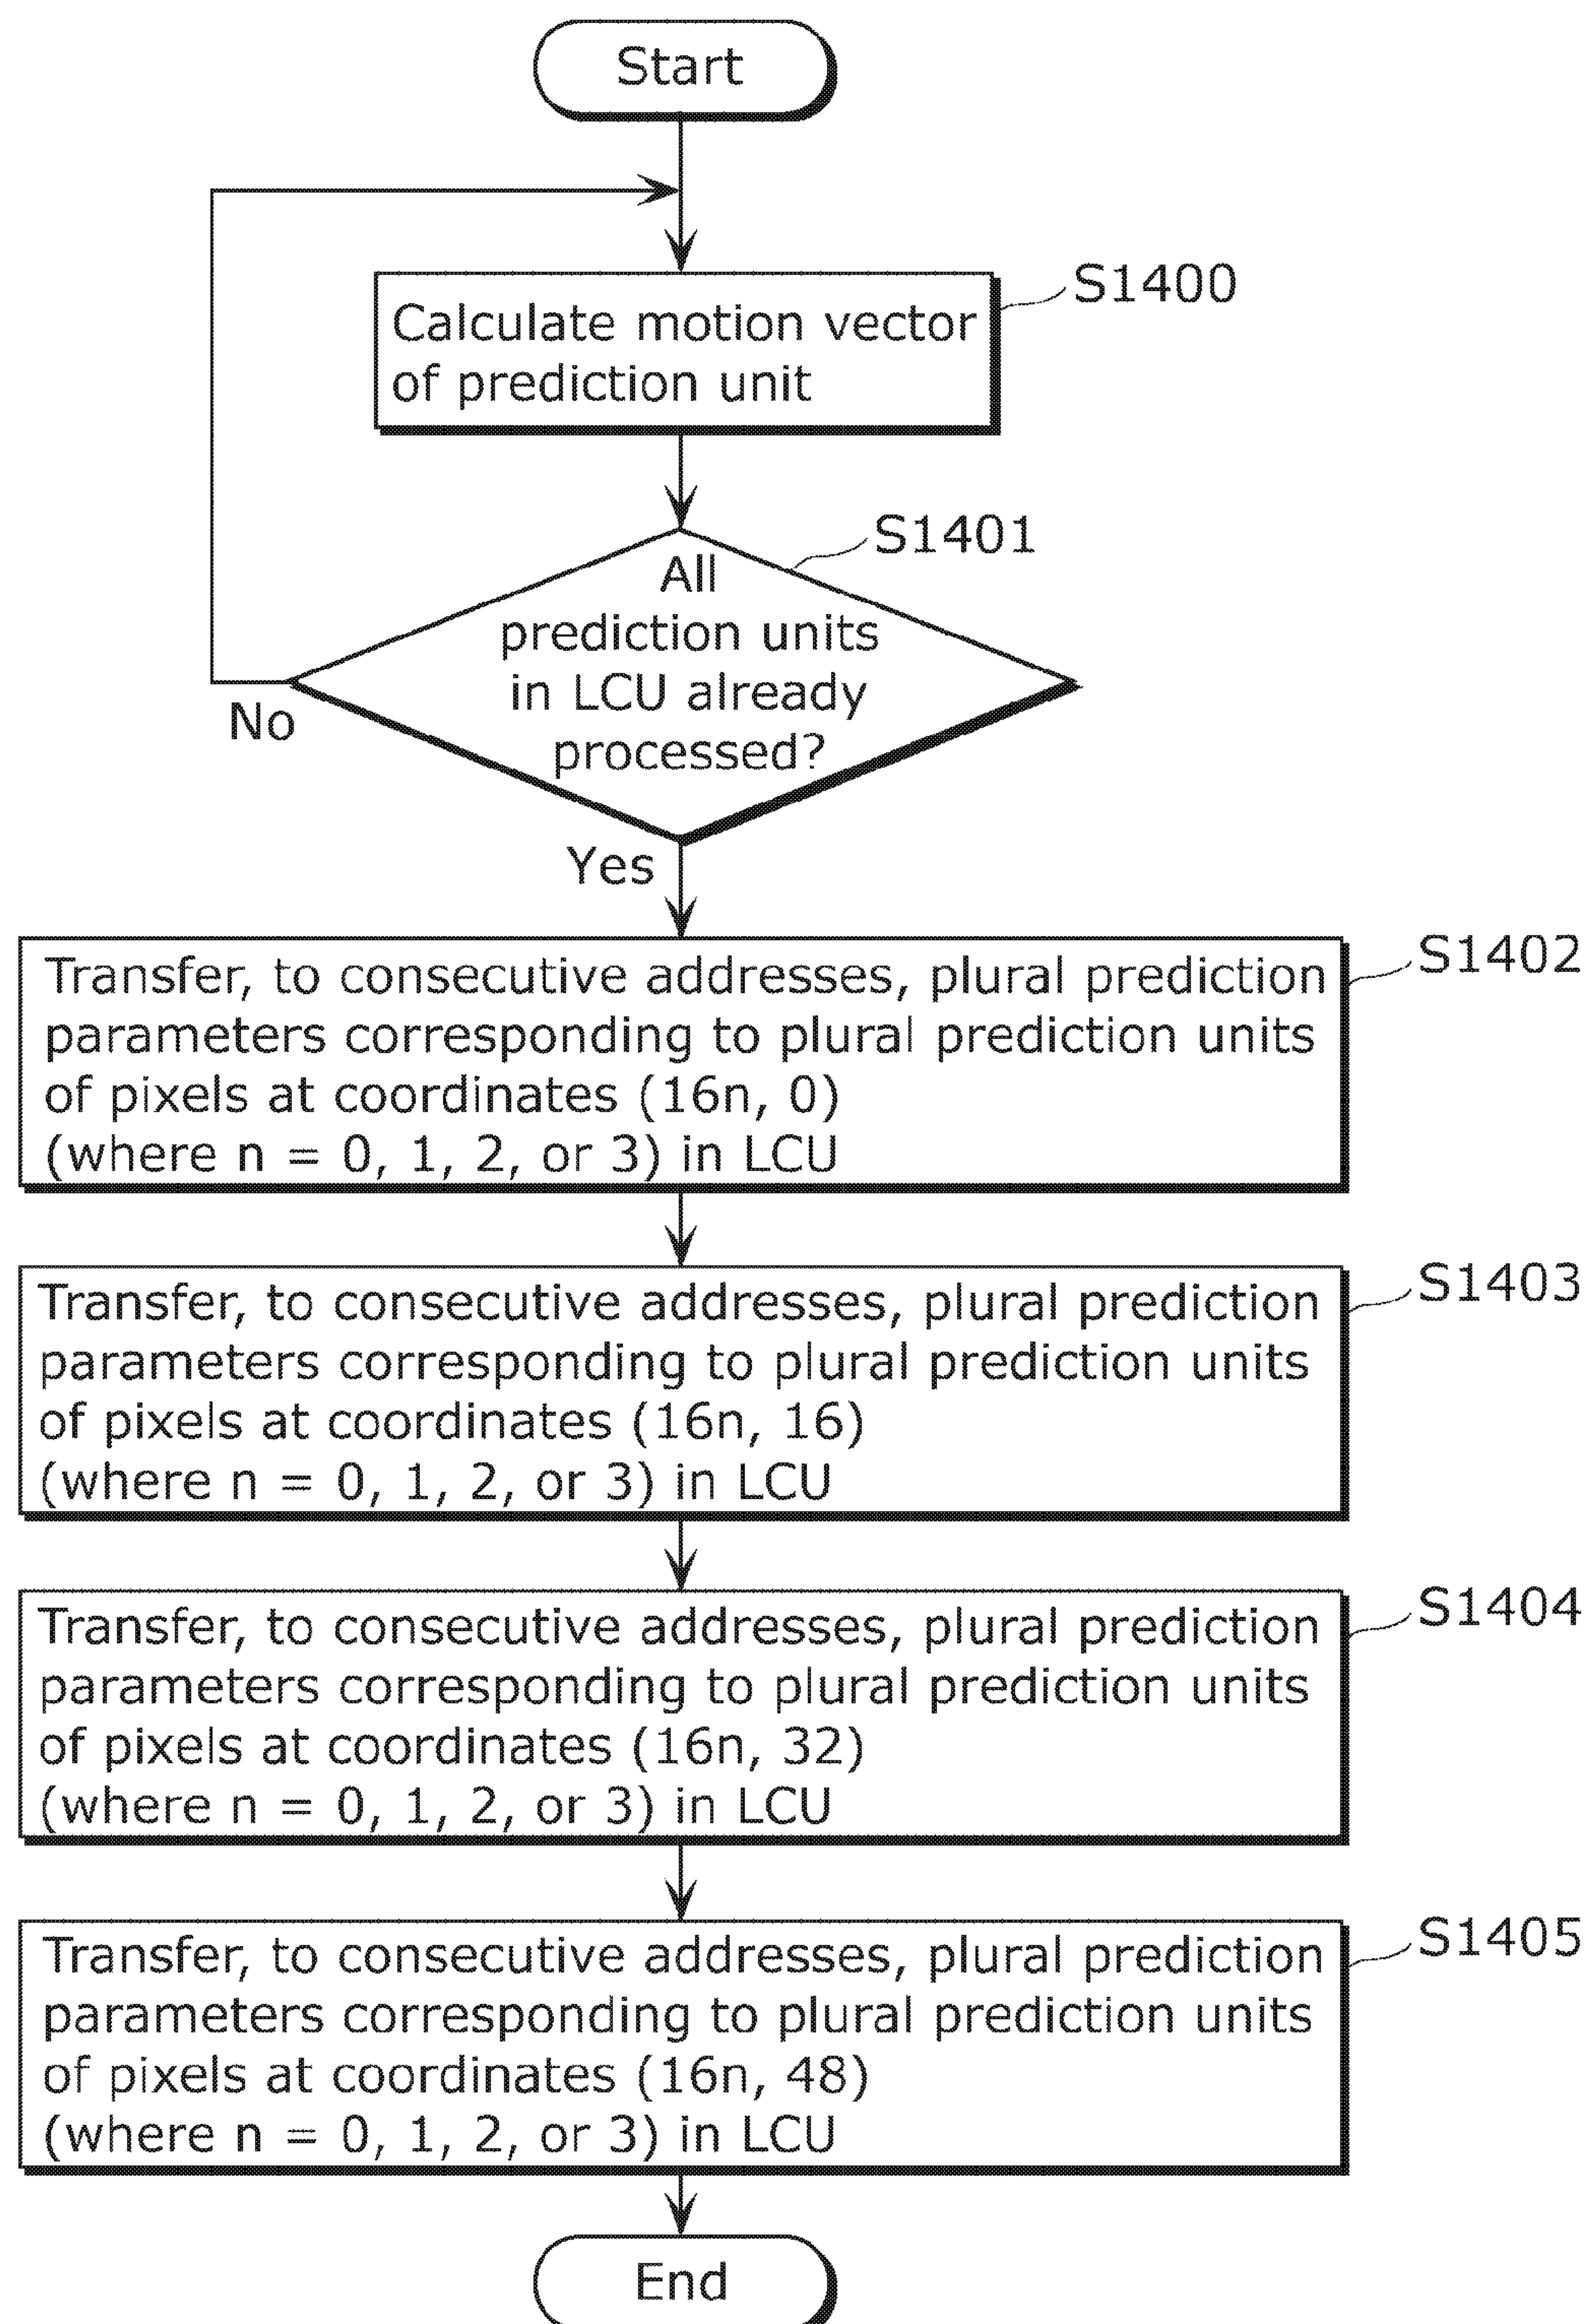 Start
S1400
Calculate motion vector
of prediction unit
S1401
All
prediction units
in LCU already
processed?
No
Yes
S1402
Transfer, to consecutive addresses, plural prediction
parameters corresponding to plural prediction units
of pixels at coordinates (16n, 0)
(where n = 0, 1, 2, or 3) in LCU
S1403
Transfer, to consecutive addresses, plural prediction
parameters corresponding to plural prediction units
of pixels at coordinates (16n, 16)
(where n = 0, 1, 2, or 3) in LCU
S1404
Transfer, to consecutive addresses, plural prediction
parameters corresponding to plural prediction units
of pixels at coordinates (16n, 32)
(where n = 0, 1, 2, or 3) in LCU
S1405
Transfer, to consecutive addresses, plural prediction
parameters corresponding to plural prediction units
of pixels at coordinates (16n, 48)
(where n = 0, 1, 2, or 3) in LCU
End